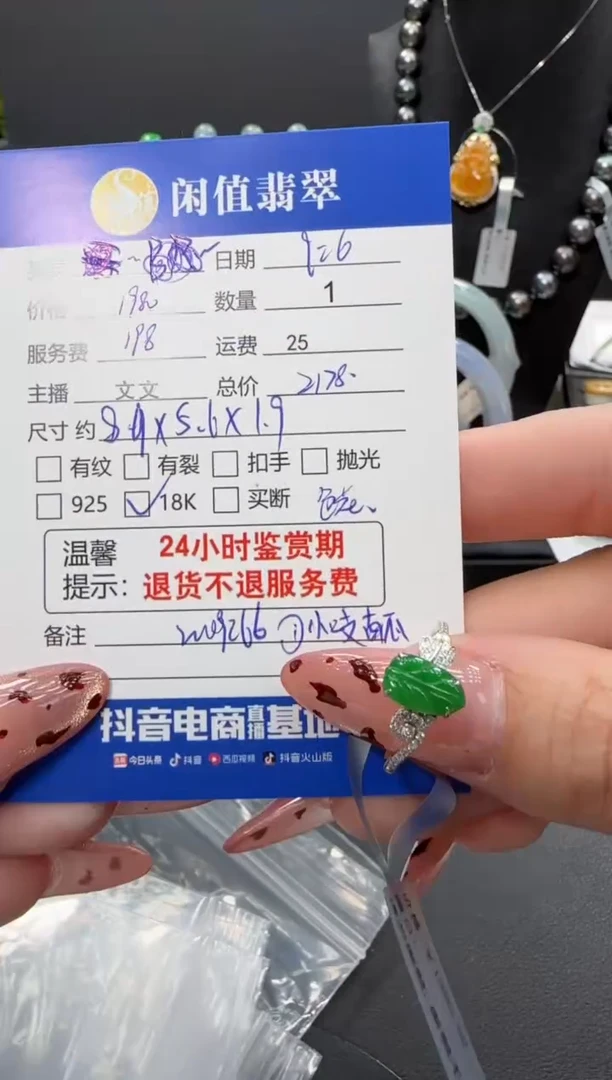 闲值翡翠
日期
价格 1980 数量 1
服务费 198 运费 25
主播 文文 总价 2178
尺寸 约 8.9X5.6X1.9
有纹 有裂 扣手 抛光
925 18K 买断
温馨提示: 24小时鉴赏期
退货不退服务费
备注
抖音电商直播基地
今日头条 抖音 西瓜视频 抖音火山版